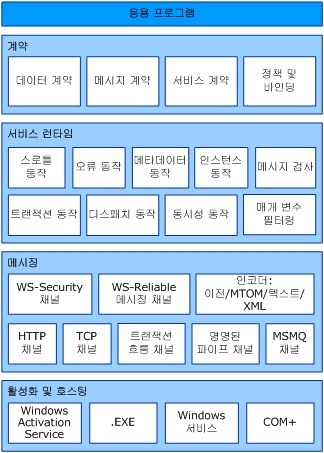 응용 프로그램
계약
데이터 계약
메시지 계약
서비스 계약
정책 및
바인딩
서비스 런타임
스로틀
동작
오류 동작
메타데이터
동작
인스턴스
동작
메시지 검사
트랜잭션 동작
디스패치 동작
동시성 동작
매개 변수
필터링
메시징
WS-Security
채널
WS-Reliable
메시징 채널
인코더:
이진/MTOM/텍스트/
XML
HTTP
채널
TCP
채널
트랜잭션
흐름 채널
명명된
파이프 채널
MSMQ
채널
활성화 및 호스팅
Windows
Activation
Service
.EXE
Windows
서비스
COM+